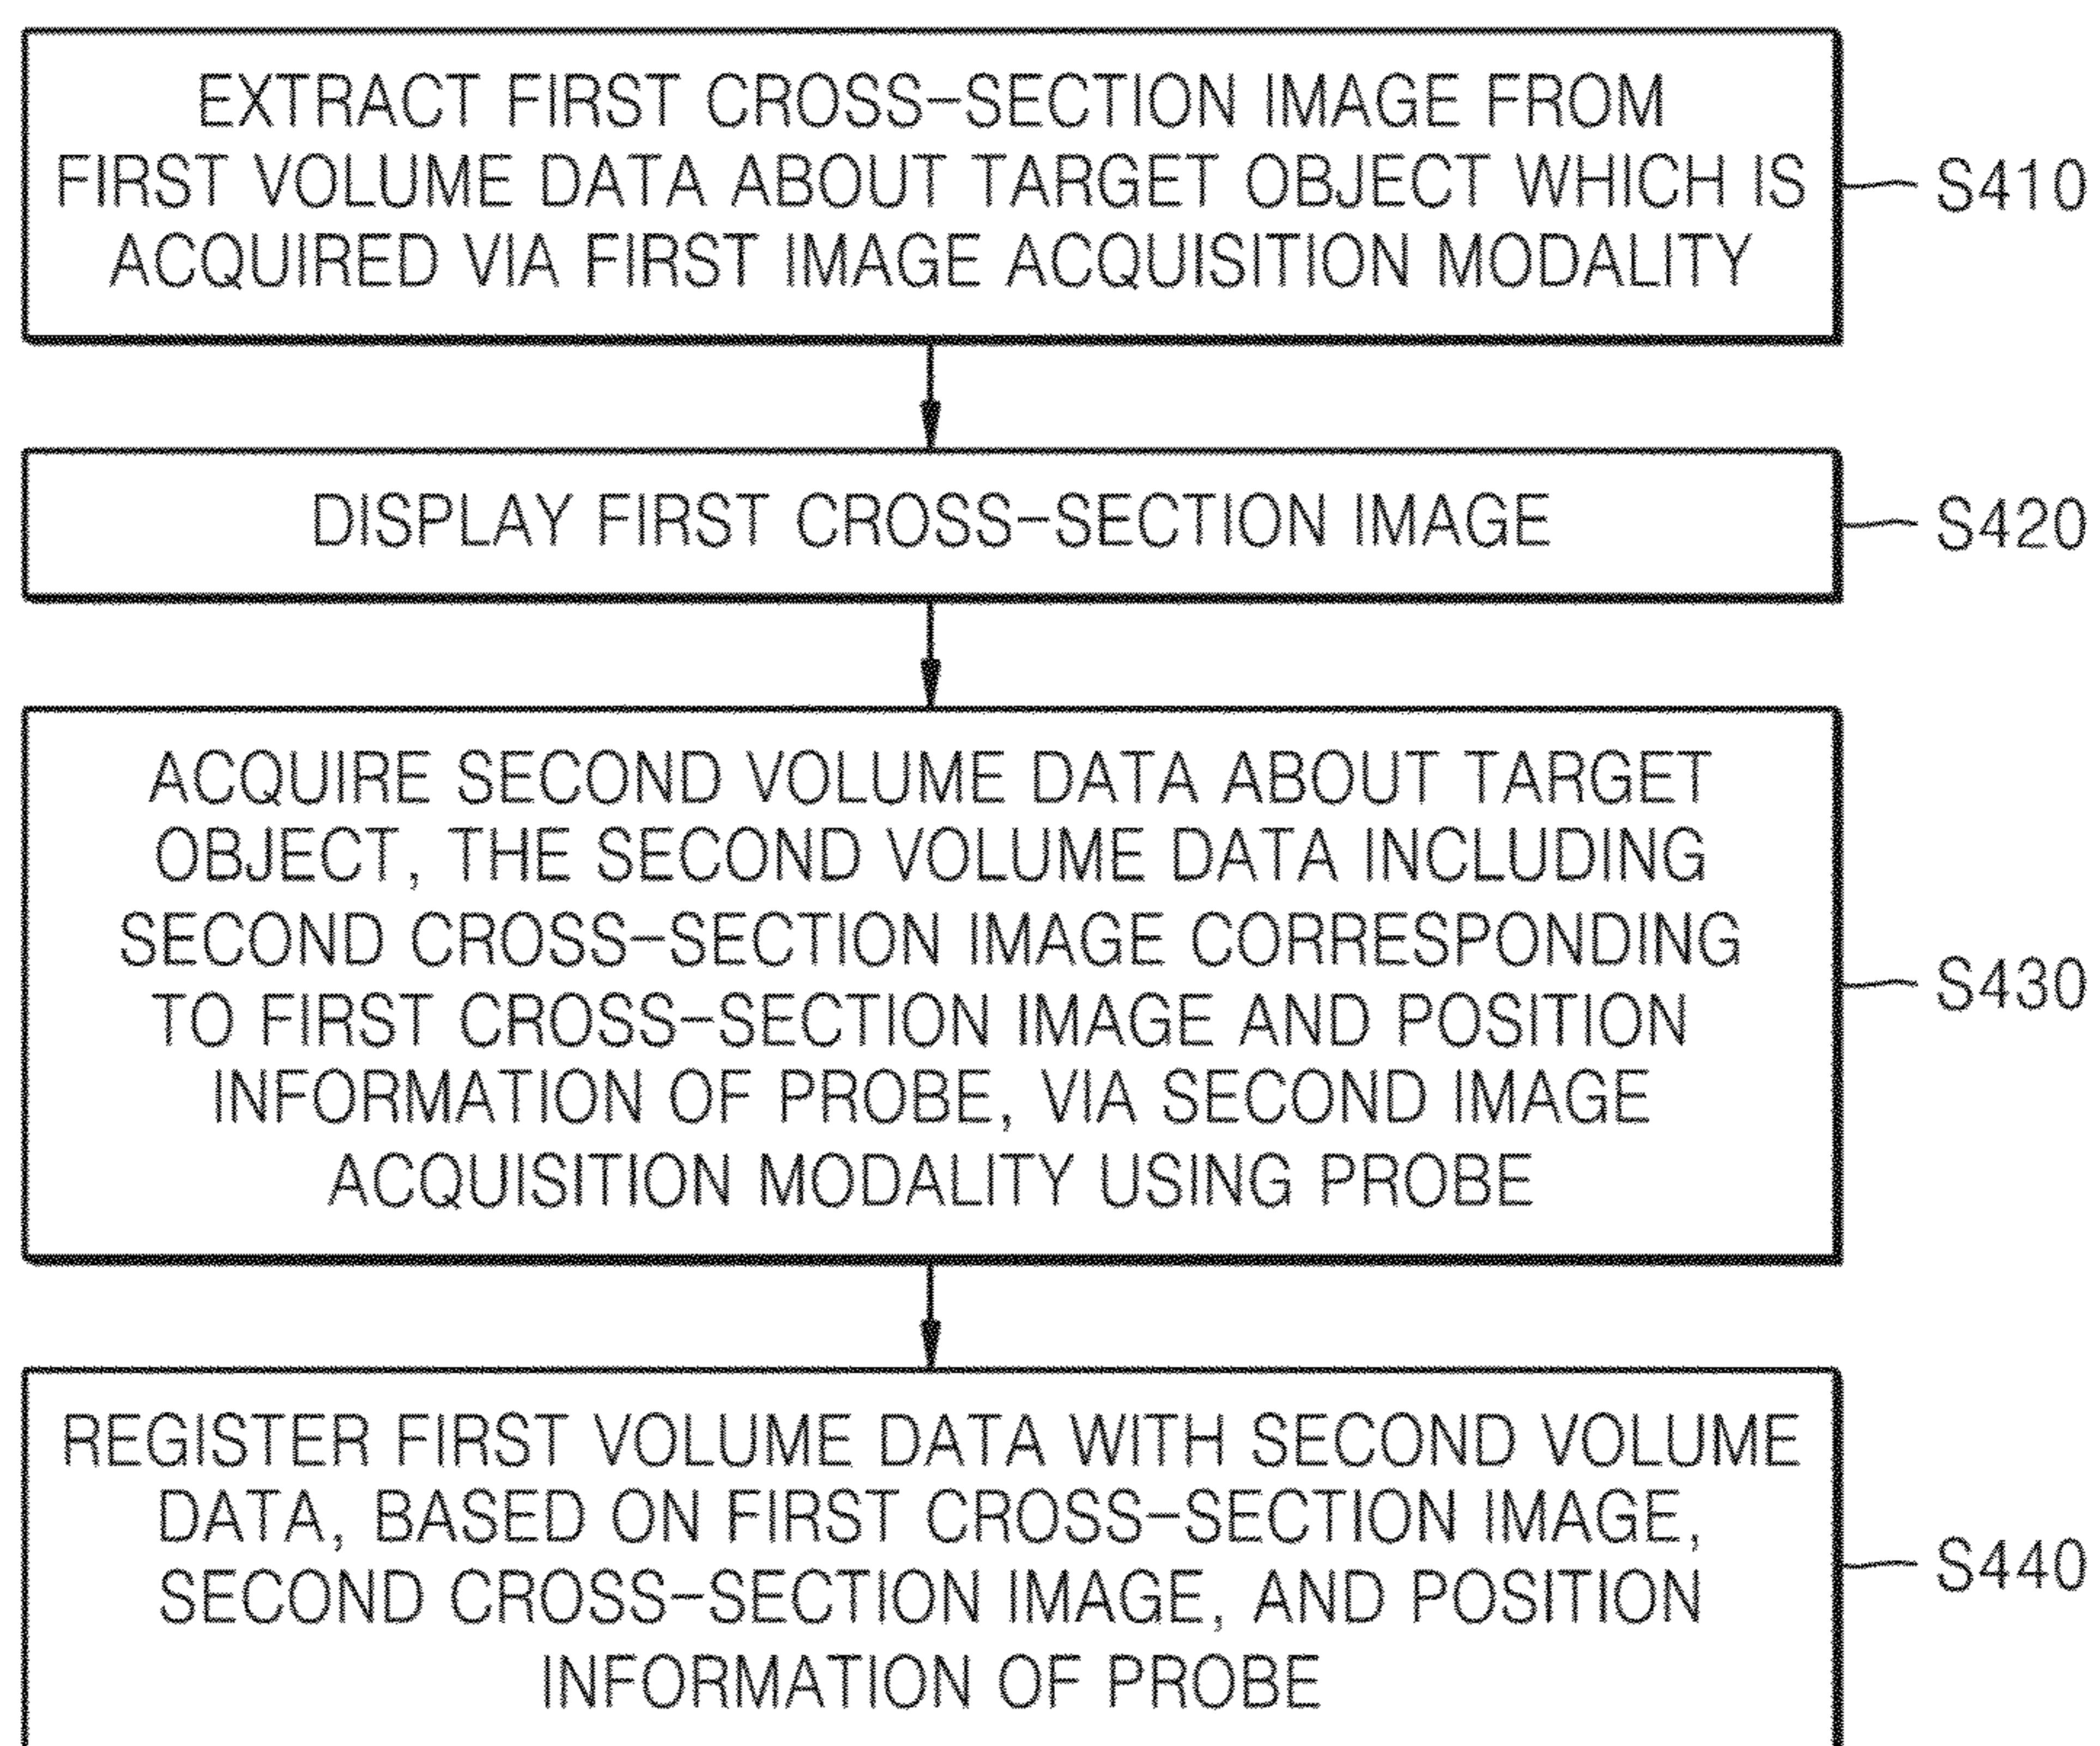 EXTRACT FIRST CROSS-SECTION IMAGE FROM
FIRST VOLUME DATA ABOUT TARGET OBJECT WHICH IS
ACQUIRED VIA FIRST IMAGE ACQUISITION MODALITY
S410
DISPLAY FIRST CROSS-SECTION IMAGE
S420
ACQUIRE SECOND VOLUME DATA ABOUT TARGET
OBJECT, THE SECOND VOLUME DATA INCLUDING
SECOND CROSS-SECTION IMAGE CORRESPONDING
TO FIRST CROSS-SECTION IMAGE AND POSITION
INFORMATION OF PROBE, VIA SECOND IMAGE
ACQUISITION MODALITY USING PROBE
S430
REGISTER FIRST VOLUME DATA WITH SECOND VOLUME
DATA, BASED ON FIRST CROSS-SECTION IMAGE,
SECOND CROSS-SECTION IMAGE, AND POSITION
INFORMATION OF PROBE
S440